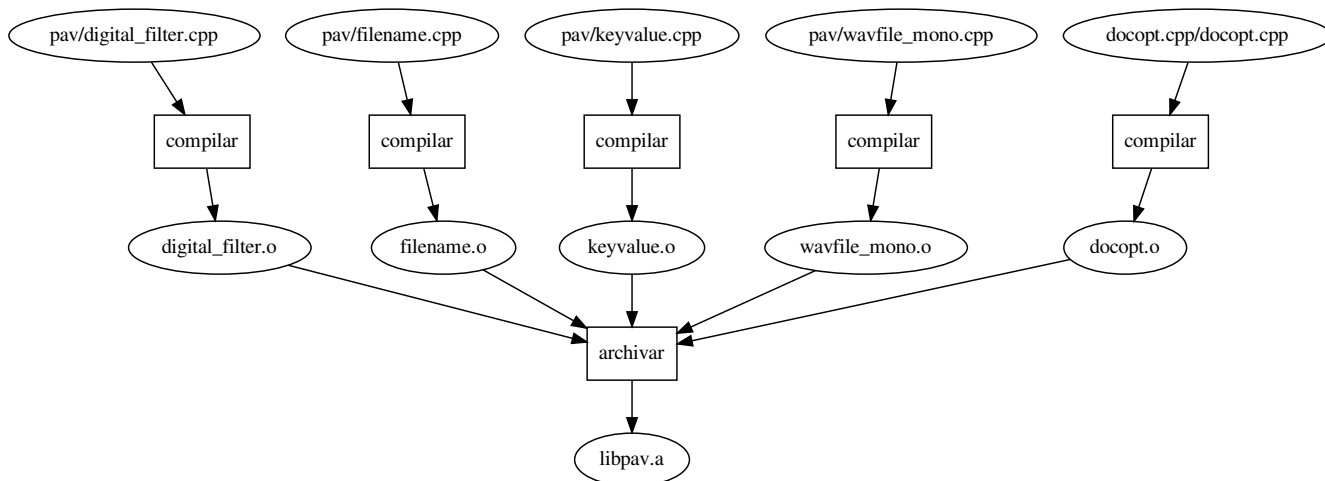 pav/digital_filter.cpp
pav/filename.cpp
pav/keyvalue.cpp
pav/wavfile_mono.cpp
docopt.cpp/docopt.cpp
compilar
compilar
compilar
compilar
compilar
digital_filter.o
filename.o
keyvalue.o
wavfile_mono.o
docopt.o
archivar
libpav.a